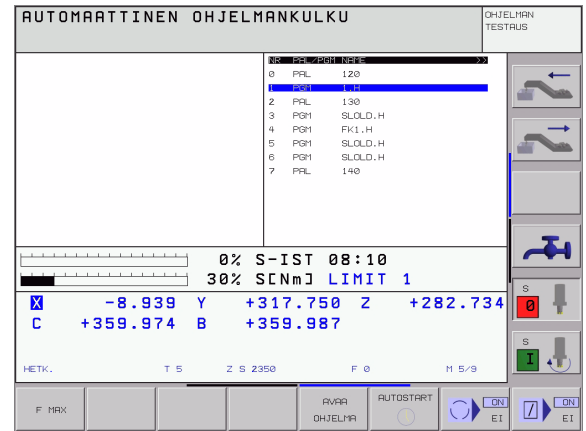 AUTOMAATTINEN OHJELMANKULKU
OHJELMAN
TESTAUS
NR PAL/PGM NAME >>
0 PAL 120
1 PGM 1.H
2 PAL 130
3 PGM SLOLD.H
4 PGM FK1.H
5 PGM SLOLD.H
6 PGM SLOLD.H
7 PAL 140
0% S-IST 08:10
30% S[Nm] LIMIT 1
X -8.939 Y +317.750 Z +282.734
C +359.974 B +359.987
HETK. T 5 Z S 2350 F 0 M 5/9
S
0
S
I
F MAX
AVAA
OHJELMA
AUTOSTART
ON
EI
ON
EI